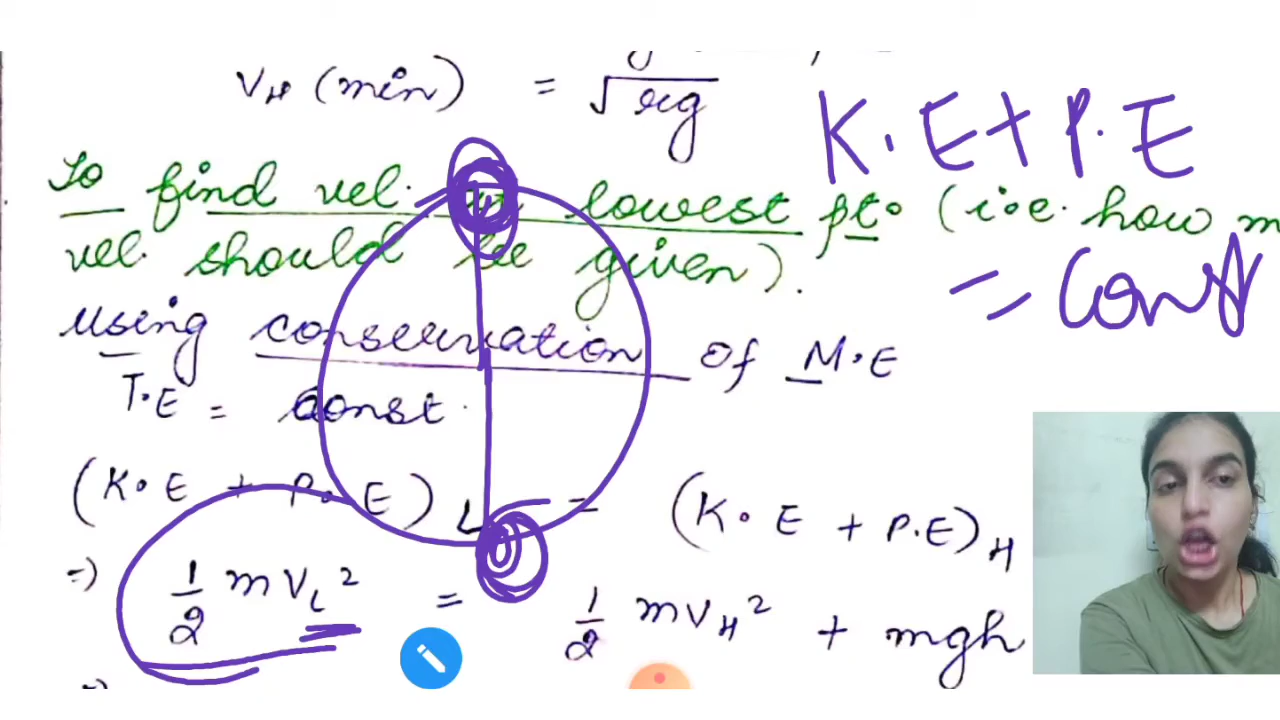 V_H (min) = √rg
K.E + P.E
To find vel. in lowest pt. (i.e. how m
vel. should be given).
= Const
Using conservation of M.E
T.E = const.
(K.E + P.E)_L = (K.E + P.E)_H
=) 1/2 mV_L² = 1/2 mV_H² + mgh